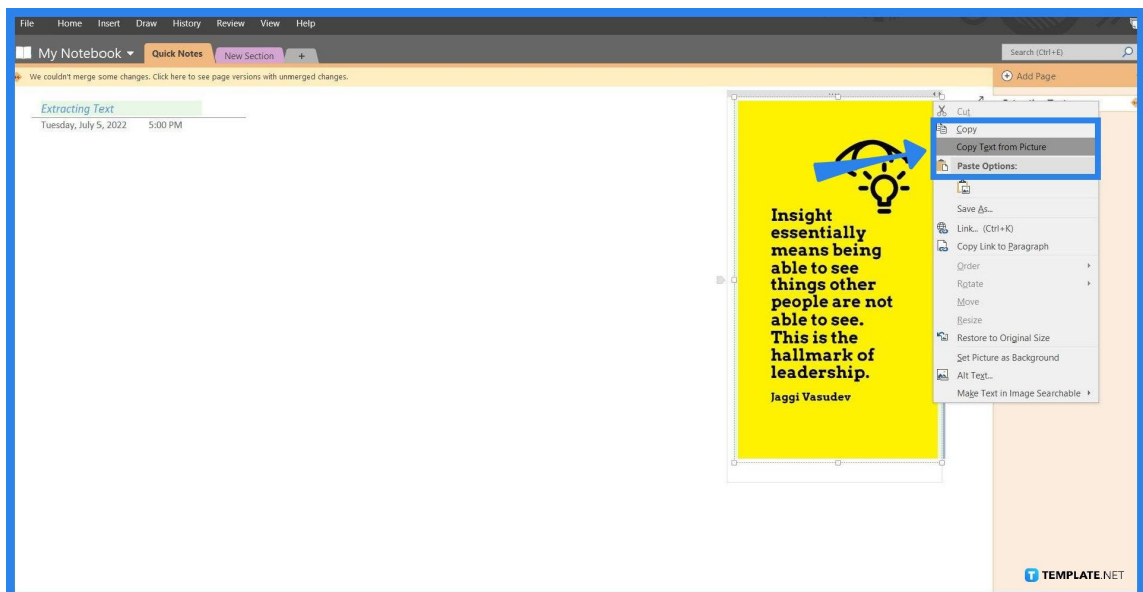 File Home Insert Draw History Review View Help
My Notebook Quick Notes New Section + Search (Ctrl+E)
We couldn't merge some changes. Click here to see page versions with unmerged changes.
Add Page
Extracting Text
Tuesday, July 5, 2022 5:00 PM
Insight
essentially
means being
able to see
things other
people are not
able to see.
This is the
hallmark of
leadership.
Jaggi Vasudev
Cut
Copy
Copy Text from Picture
Paste Options:
Save As...
Link... (Ctrl+K)
Copy Link to Paragraph
Order
Rotate
Move
Resize
Restore to Original Size
Set Picture as Background
Alt Text...
Make Text in Image Searchable
T TEMPLATE.NET